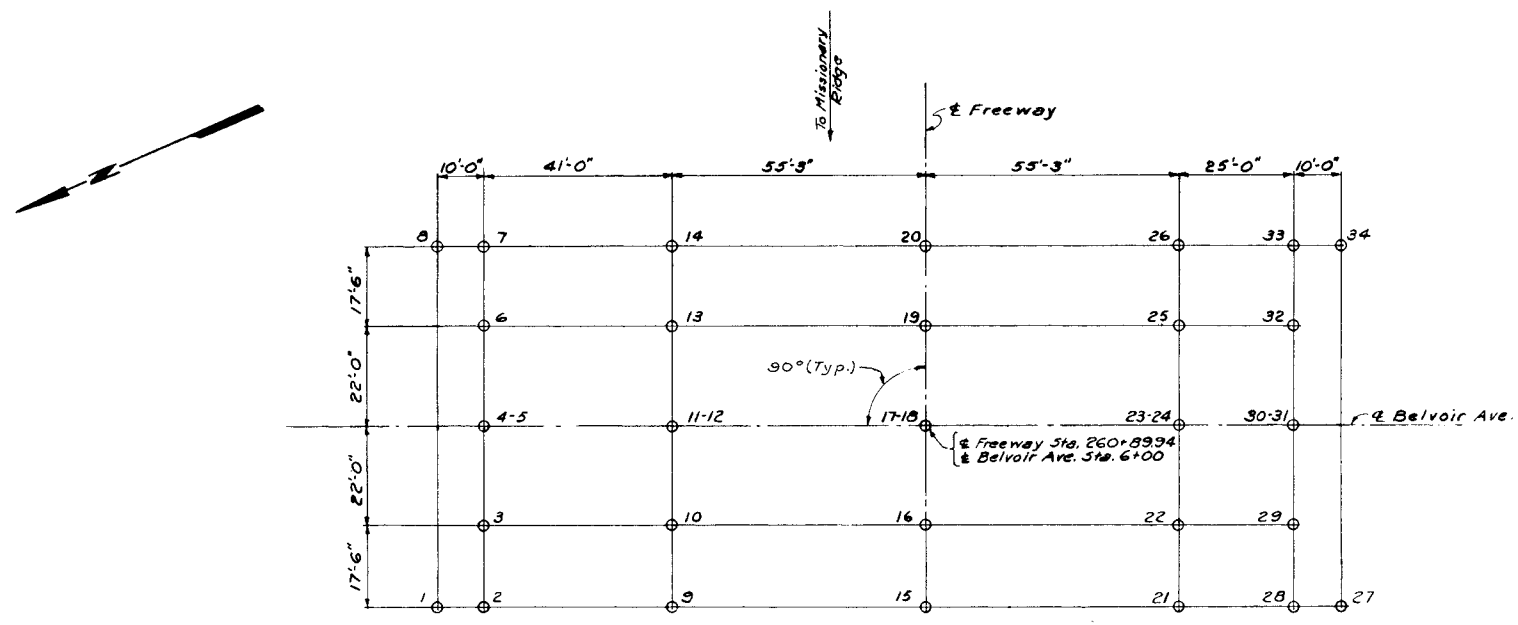 To Missionary
Ridge
℄ Freeway
10'-0" 41'-0" 55'-3" 55'-3" 25'-0" 10'-0"
N
8 7 14 20 26 33 34
17'-6"
6 13 19 25 32
22'-0"
90° (Typ.)
4-5 11-12 17-18 23-24 30-31 ℄ Belvoir Ave.
℄ Freeway Sta. 260+89.94
℄ Belvoir Ave. Sta. 6+00
22'-0"
3 10 16 22 29
17'-6"
1 2 9 15 21 28 27